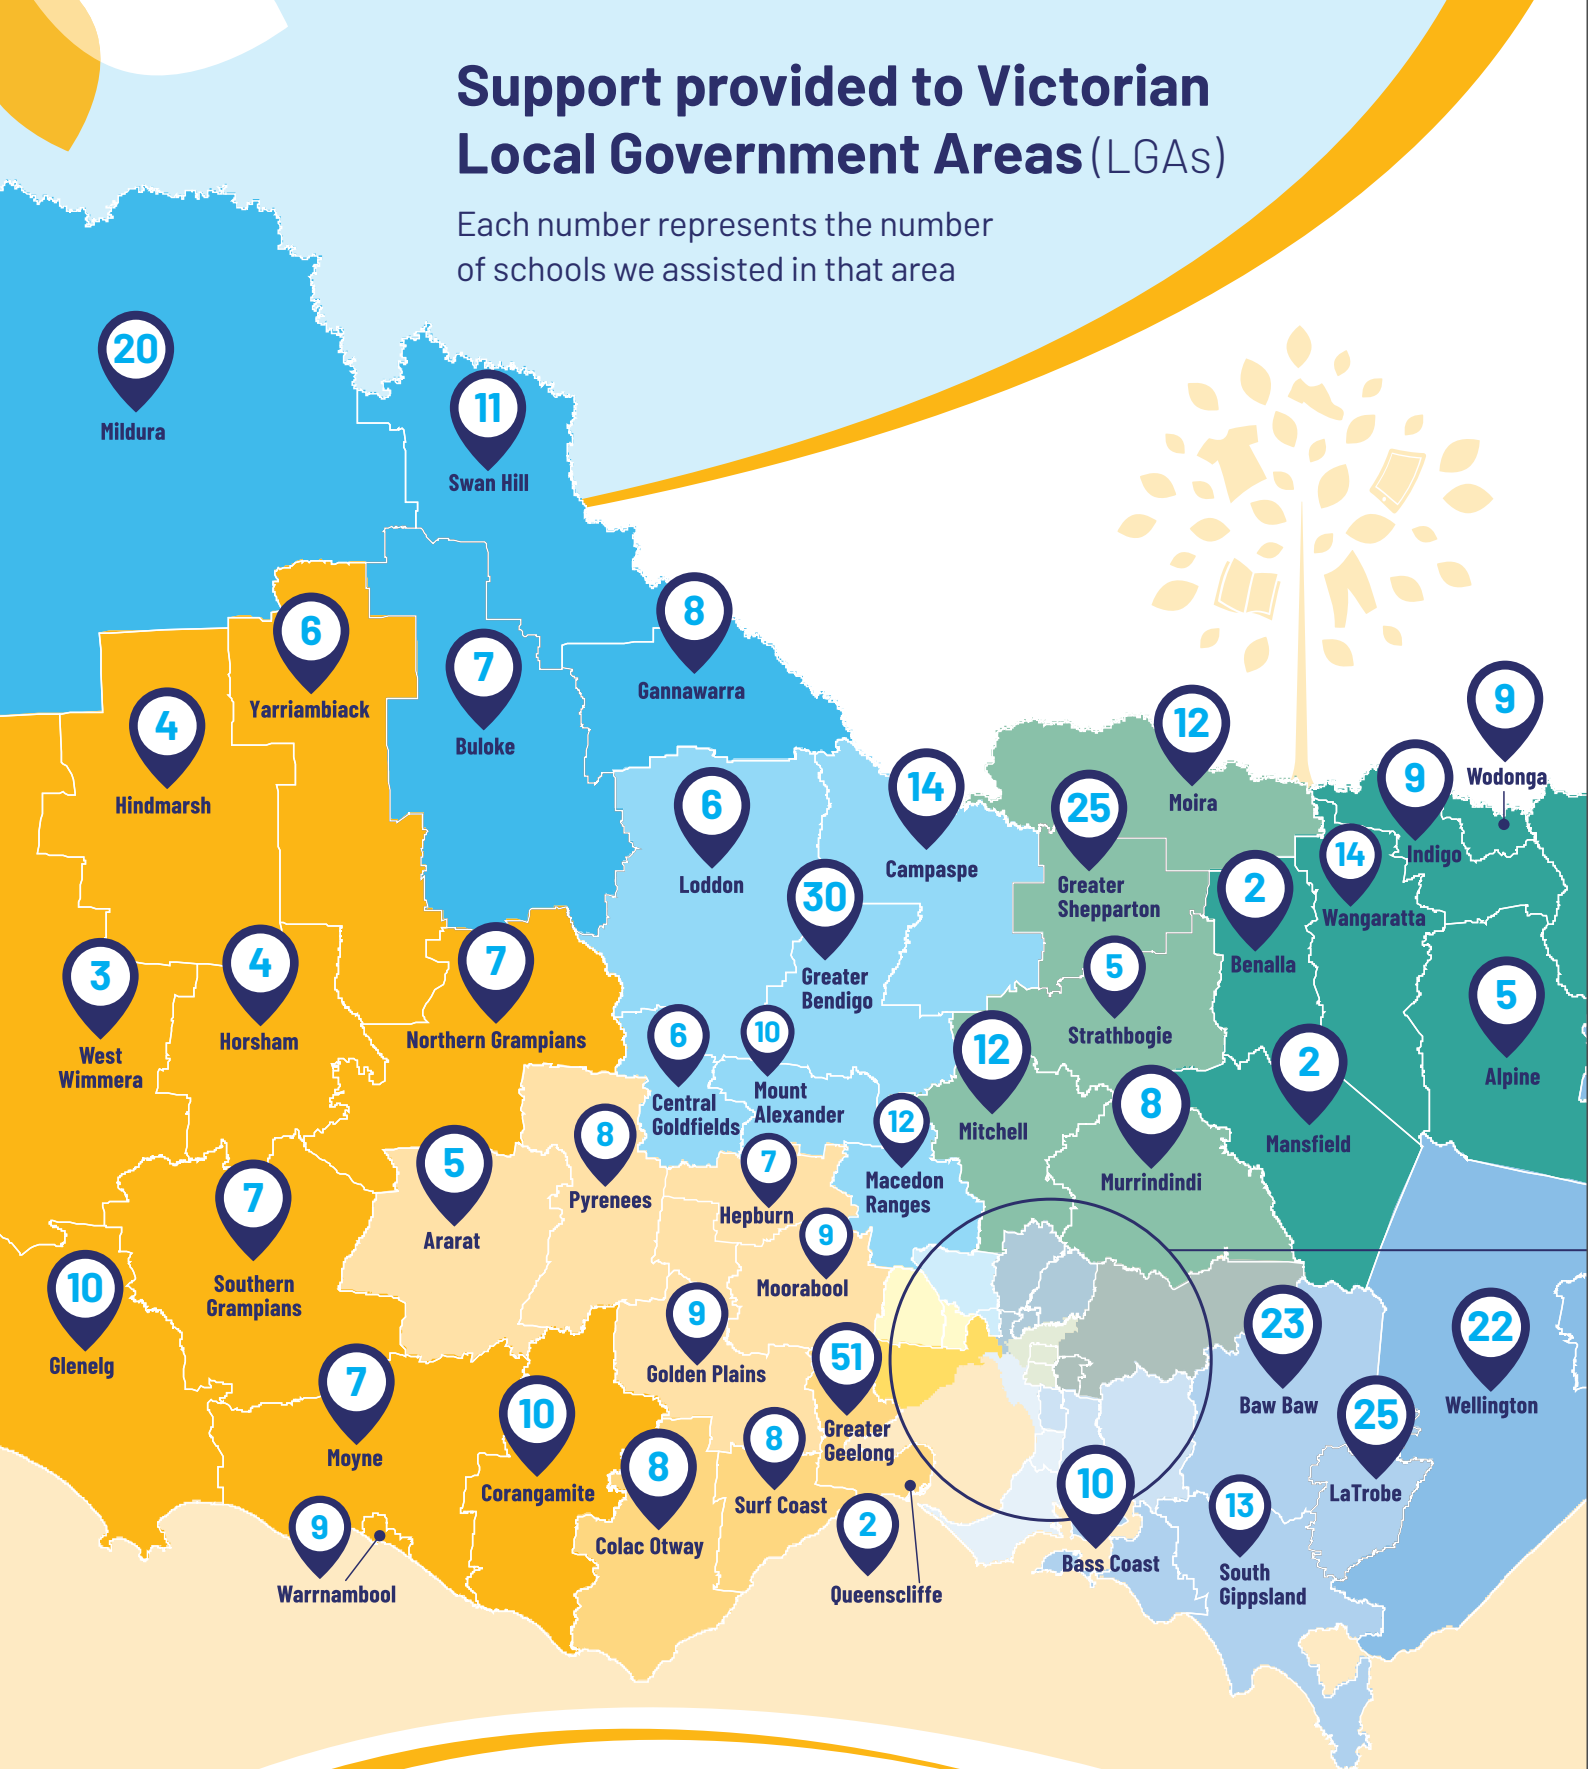 Support provided to Victorian
Local Government Areas (LGAs)
Each number represents the number
of schools we assisted in that area
20
Mildura
11
Swan Hill
8
Gannawarra
6
Yarriambiack
7
Buloke
4
Hindmarsh
12
Moira
9
Wodonga
9
Indigo
6
Loddon
14
Campaspe
25
Greater
Shepparton
14
Wangaratta
30
Greater
Bendigo
2
Benalla
3
West
Wimmera
4
Horsham
7
Northern Grampians
5
Strathbogie
5
Alpine
6
Central
Goldfields
10
Mount
Alexander
12
Mitchell
2
Mansfield
8
Murrindindi
12
Macedon
Ranges
8
Pyrenees
5
Ararat
7
Hepburn
7
Southern
Grampians
9
Moorabool
10
Glenelg
9
Golden Plains
51
Greater
Geelong
23
Baw Baw
22
Wellington
7
Moyne
10
Corangamite
8
Colac Otway
8
Surf Coast
25
LaTrobe
10
Bass Coast
13
South
Gippsland
9
Warrnambool
2
Queenscliffe